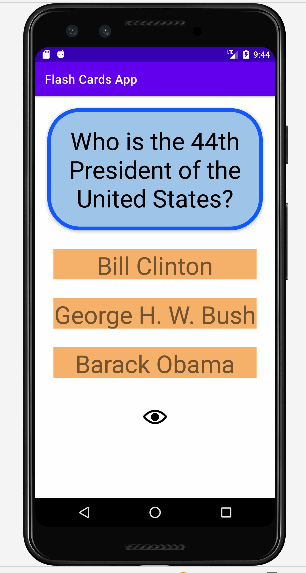 9:44
Flash Cards App
Who is the 44th
President of the
United States?
Bill Clinton
George H. W. Bush
Barack Obama